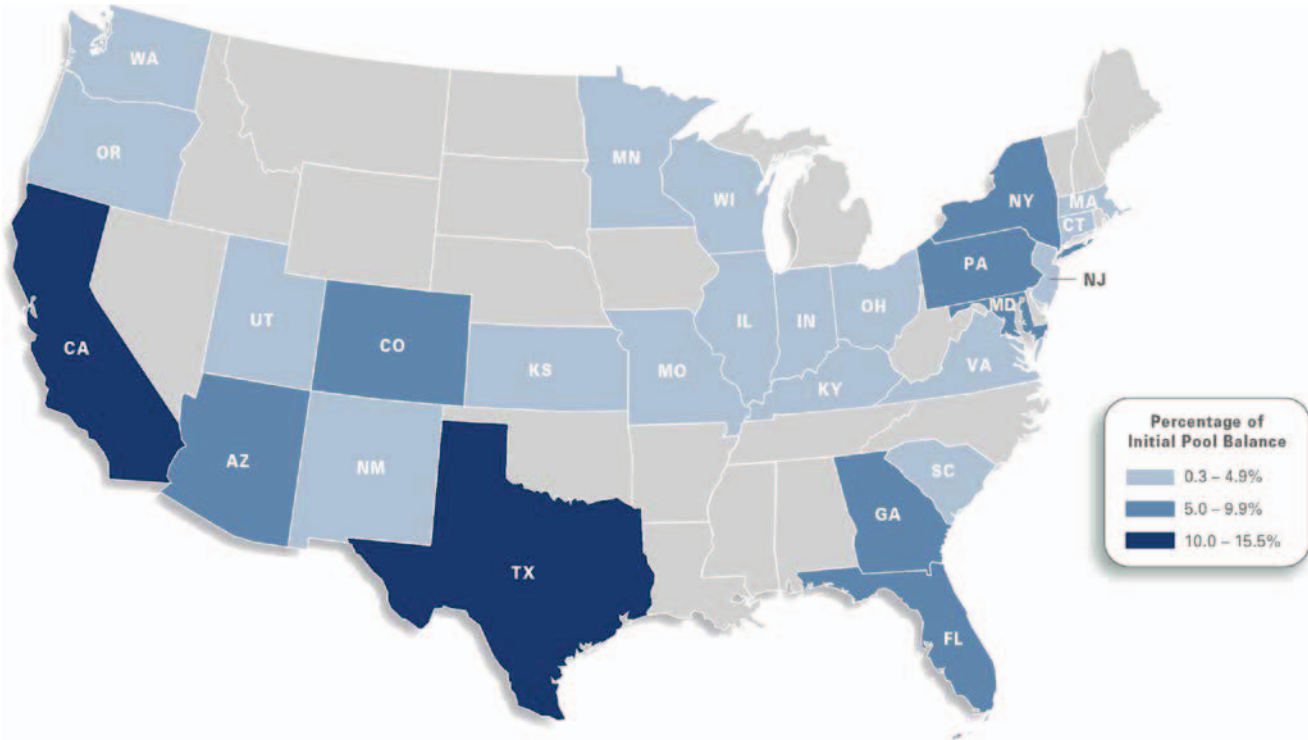 WA
OR
MN
WI
NY
MA
CT
PA
NJ
UT
CO
CA
KS
MO
IL
IN
OH
MD
KY
VA
AZ
NM
SC
GA
TX
FL
Percentage of
Initial Pool Balance
0.3 – 4.9%
5.0 – 9.9%
10.0 – 15.5%